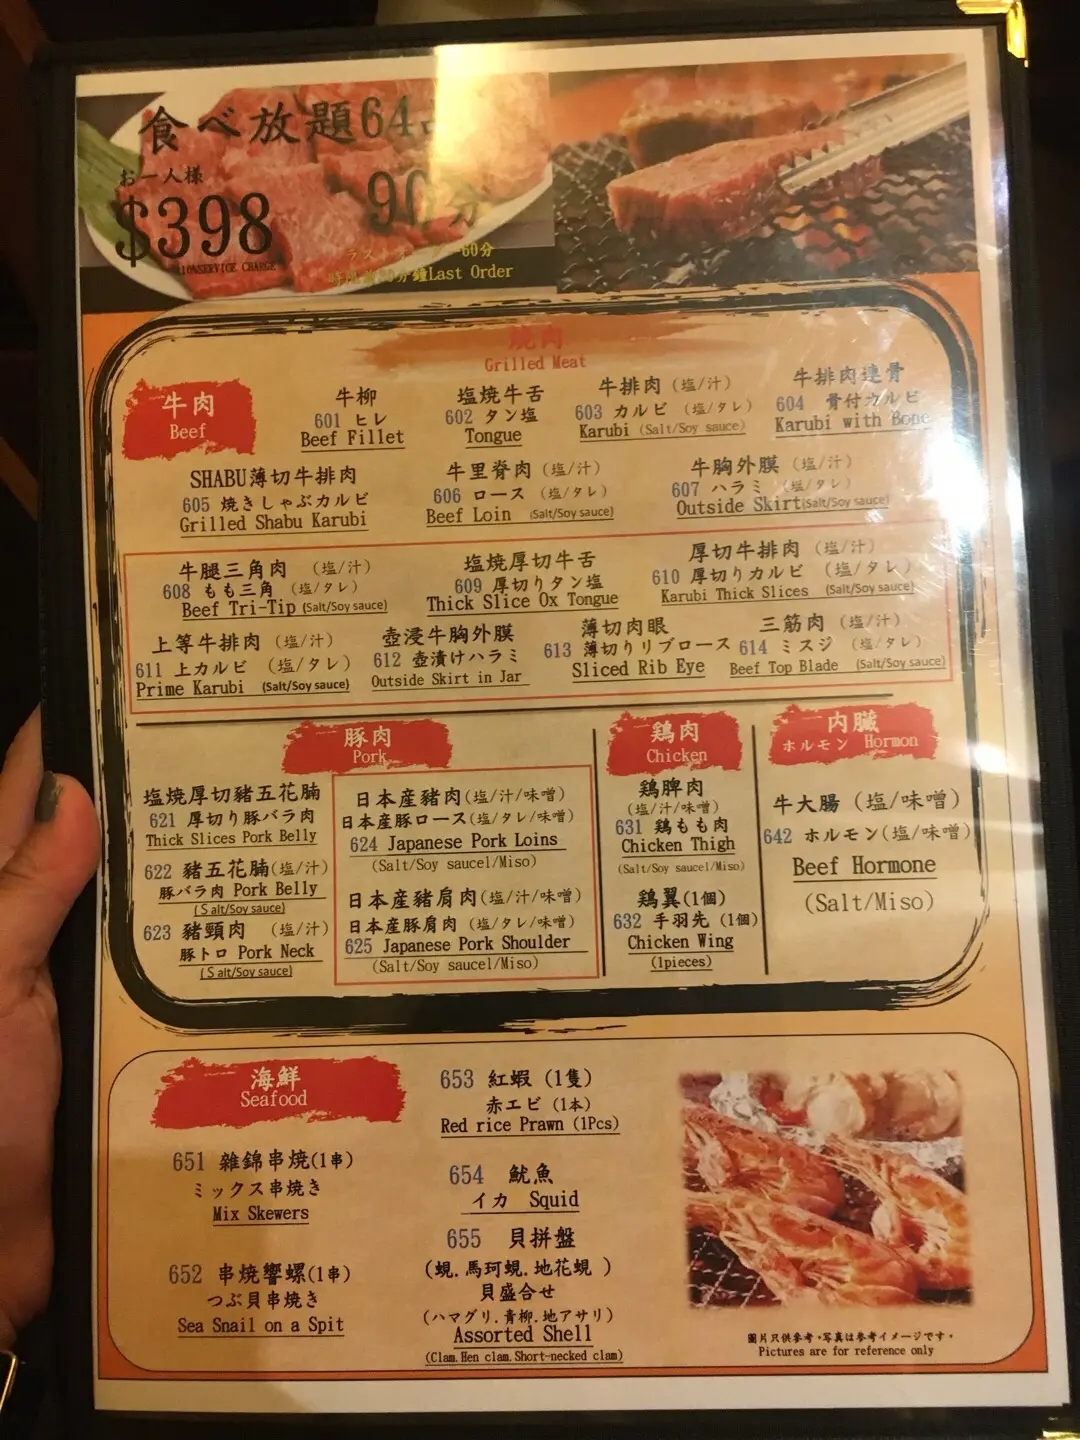 食べ放題64
お一人様
$398
90分
SERVICE CHARGE
60分
Last Order
焼肉
Grilled Meat
牛肉
Beef
牛柳
601 ヒレ
Beef Fillet
塩焼牛舌
602 タン塩
Tongue
牛排肉 (塩/汁)
603 カルビ (塩/タレ)
Karubi (Salt/Soy sauce)
牛排肉連骨
604 骨付カルビ
Karubi with Bone
SHABU薄切牛排肉
605 焼きしゃぶカルビ
Grilled Shabu Karubi
牛里脊肉 (塩/汁)
606 ロース (塩/タレ)
Beef Loin (Salt/Soy sauce)
牛胸外膜 (塩/汁)
607 ハラミ (塩/タレ)
Outside Skirt(Salt/Soy sauce)
牛腿三角肉 (塩/汁)
608 もも三角 (塩/タレ)
Beef Tri-Tip (Salt/Soy sauce)
塩焼厚切牛舌
609 厚切りタン塩
Thick Slice Ox Tongue
厚切牛排肉 (塩/汁)
610 厚切りカルビ (塩/タレ)
Karubi Thick Slices (Salt/Soy sauce)
上等牛排肉 (塩/汁)
611 上カルビ (塩/タレ)
Prime Karubi (Salt/Soy sauce)
壺浸牛胸外膜
612 壺漬けハラミ
Outside Skirt in Jar
薄切肉眼
613 薄切りリブロース
Sliced Rib Eye
三筋肉 (塩/汁)
614 ミスジ (塩/タレ)
Beef Top Blade (Salt/Soy sauce)
豚肉
Pork
塩焼厚切豬五花腩
621 厚切り豚バラ肉
Thick Slices Pork Belly
622 豬五花腩(塩/汁)
豚バラ肉 Pork Belly
(S alt/Soy sauce)
623 豬頸肉 (塩/汁)
豚トロ Pork Neck
(S alt/Soy sauce)
日本産豬肉(塩/汁/味噌)
日本産豚ロース(塩/タレ/味噌)
624 Japanese Pork Loins
(Salt/Soy saucel/Miso)
日本産豬肩肉(塩/汁/味噌)
日本産豚肩肉 (塩/タレ/味噌)
625 Japanese Pork Shoulder
(Salt/Soy saucel/Miso)
鶏肉
Chicken
鶏脾肉
(塩/汁/味噌)
631 鶏もも肉
Chicken Thigh
(Salt/Soy saucel/Miso)
鶏翼(1個)
632 手羽先 (1個)
Chicken Wing
(1pieces)
内臓
ホルモン Hormon
牛大腸 (塩/味噌)
642 ホルモン(塩/味噌)
Beef Hormone
(Salt/Miso)
海鮮
Seafood
651 雜錦串焼(1串)
ミックス串焼き
Mix Skewers
652 串焼響螺(1串)
つぶ貝串焼き
Sea Snail on a Spit
653 紅蝦 (1隻)
赤エビ (1本)
Red rice Prawn (1Pcs)
654 魷魚
イカ Squid
655 貝拼盤
(蜆.馬珂蜆.地花蜆 )
貝盛合せ
(ハマグリ.青柳.地アサリ)
Assorted Shell
(Clam.Hen clam.Short-necked clam)
圖片只供參考・写真は参考イメージです・
Pictures are for reference only